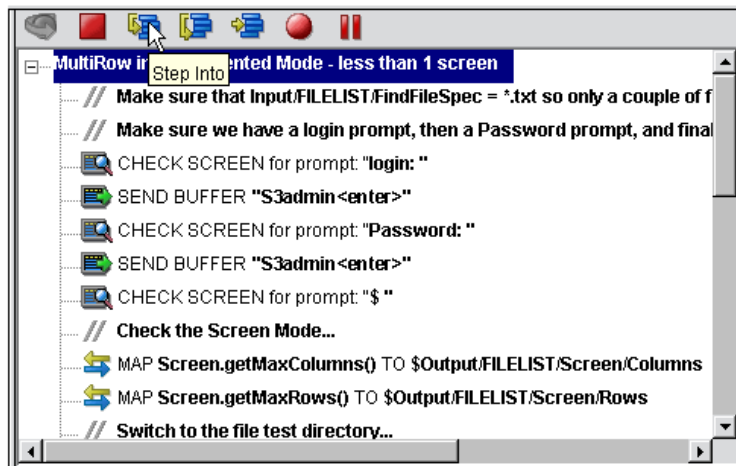 MultiRow in ented Mode - less than 1 screen
Step Into
// Make sure that Input/FILELIST/FindFileSpec = *.txt so only a couple of f
// Make sure we have a login prompt, then a Password prompt, and final
CHECK SCREEN for prompt: "login: "
SEND BUFFER "S3admin<enter>"
CHECK SCREEN for prompt: "Password: "
SEND BUFFER "S3admin<enter>"
CHECK SCREEN for prompt: "$ "
// Check the Screen Mode...
MAP Screen.getMaxColumns() TO $Output/FILELIST/Screen/Columns
MAP Screen.getMaxRows() TO $Output/FILELIST/Screen/Rows
// Switch to the file test directory...